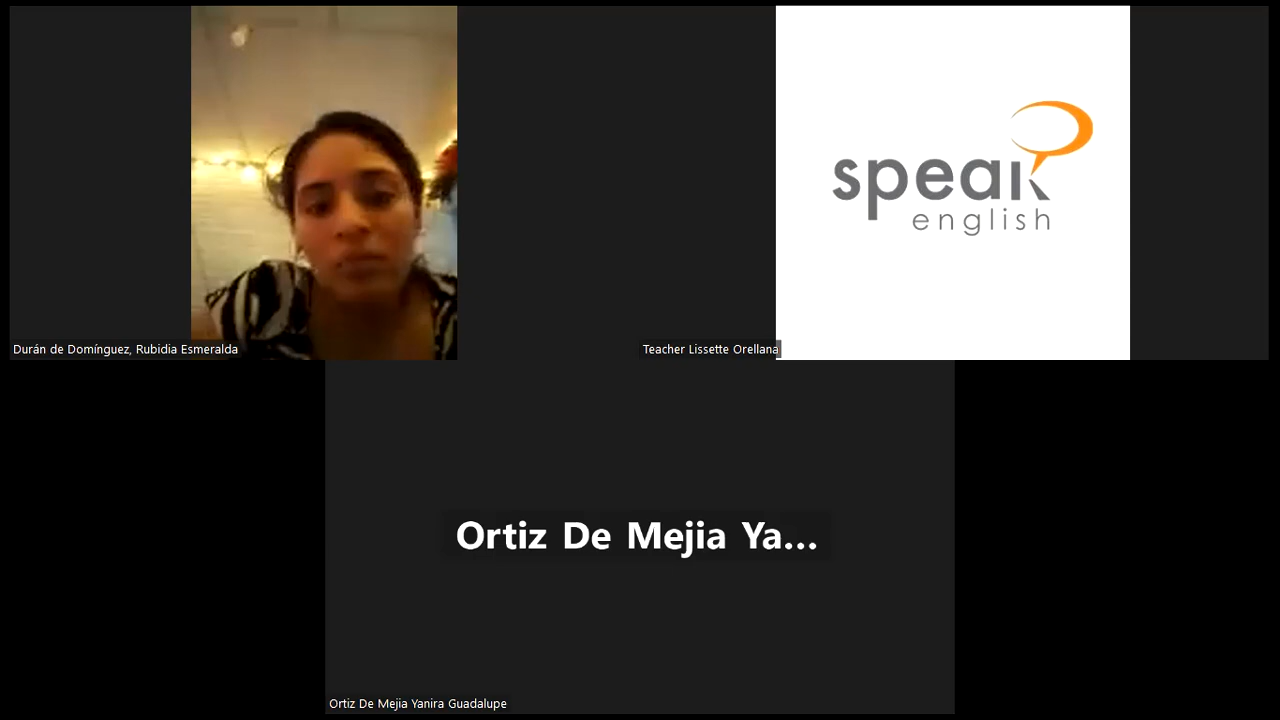 speak
english
Durán de Domínguez, Rubidia Esmeralda
Teacher Lissette Orellana
Ortiz De Mejia Ya...
Ortiz De Mejia Yanira Guadalupe